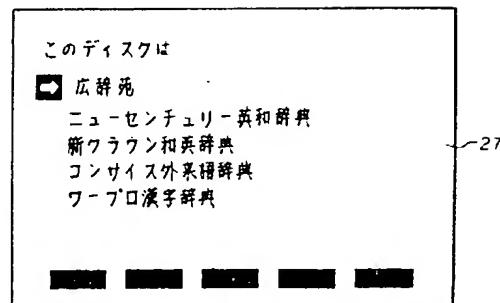 このディスクは
広辞苑
ニューセンチュリー英和辞典
新クラウン和英辞典
コンサイス外来語辞典
ワープロ漢字辞典
27